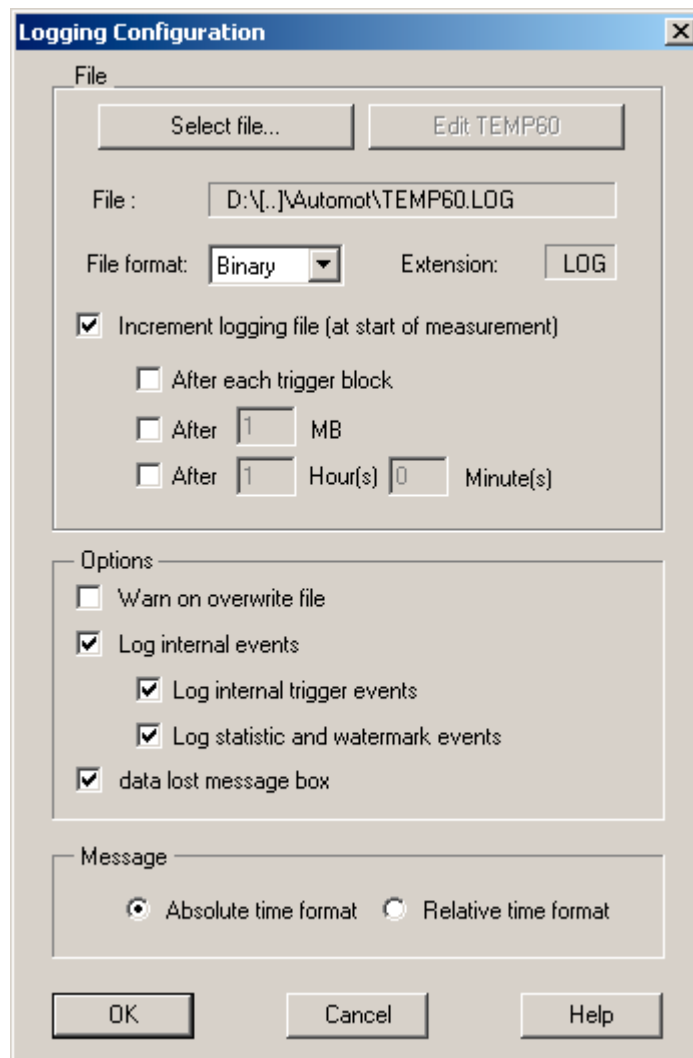 Logging Configuration
File
Select file... Edit TEMP60
File : D:\[..]\Automot\TEMP60.LOG
File format: Binary Extension: LOG
Increment logging file (at start of measurement)
After each trigger block
After 1 MB
After 1 Hour(s) 0 Minute(s)
Options
Warn on overwrite file
Log internal events
Log internal trigger events
Log statistic and watermark events
data lost message box
Message
Absolute time format Relative time format
OK Cancel Help